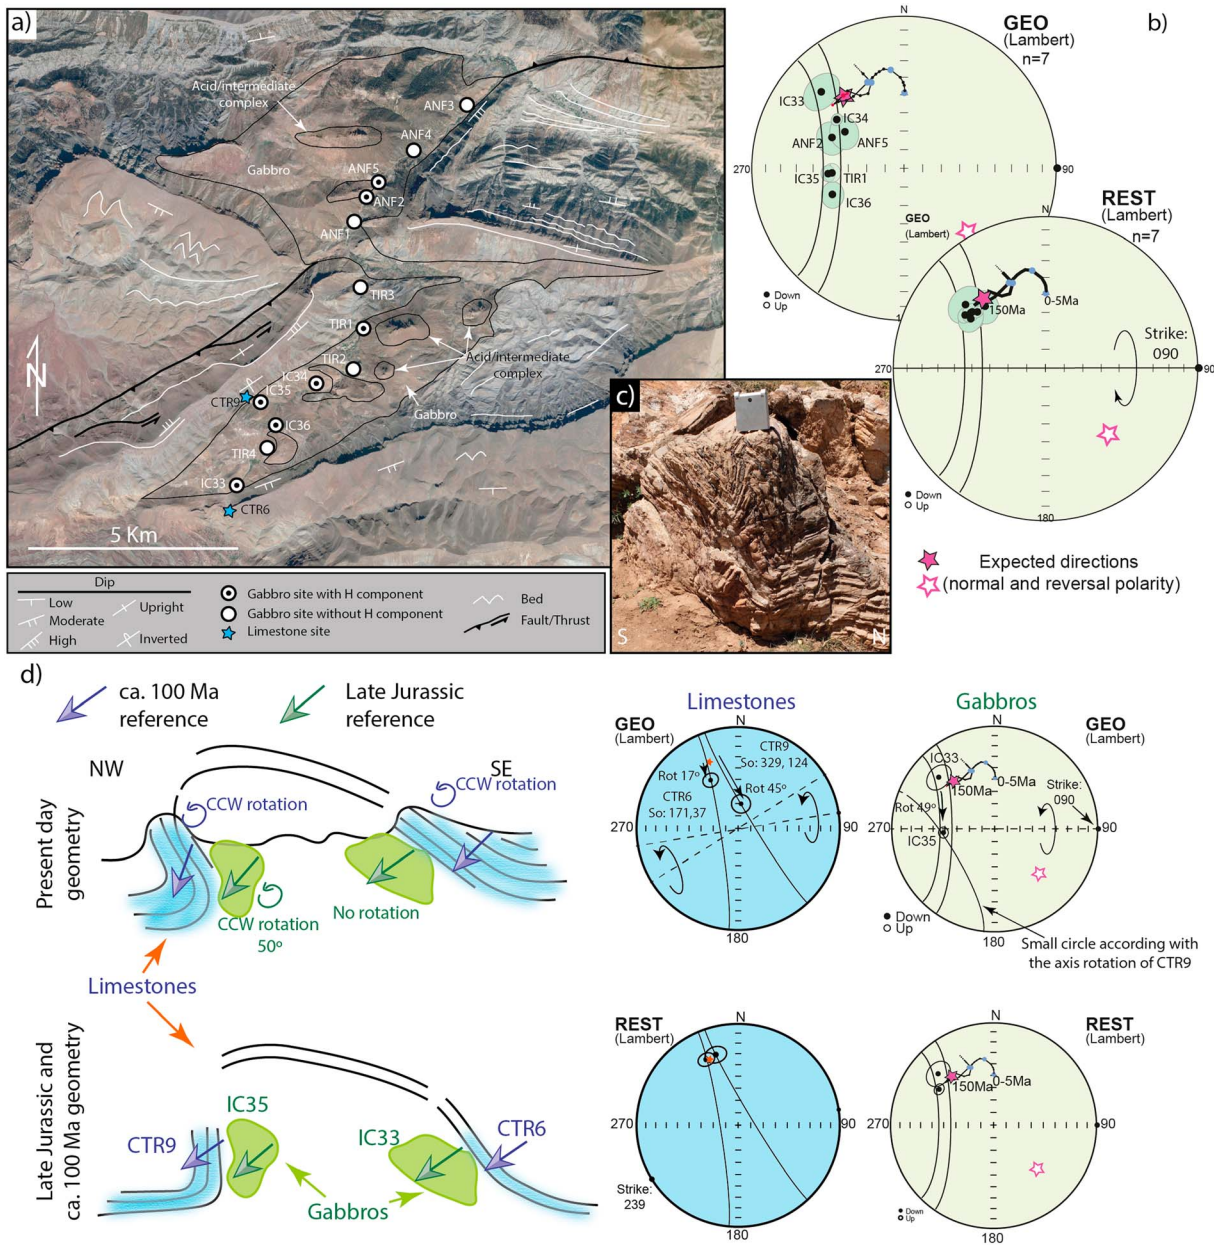 a)
Acid/intermediate
complex
Gabbro
ANF3
ANF4
ANF5
ANF2
ANF1
TIR3
TIR1
TIR2
Acid/intermediate
complex
Gabbro
IC34
IC35
CTR9
IC36
TIR4
IC33
CTR6
N
5 Km
Dip
Low
Moderate
High
Upright
Inverted
Gabbro site with H component
Gabbro site without H component
Limestone site
Bed
Fault/Thrust
b)
GEO
(Lambert)
n=7
N
IC33
IC34
ANF2
ANF5
IC35
TIR1
IC36
270
90
GEO
(Lambert)
Down
Up
REST
(Lambert)
n=7
N
150Ma
0-5Ma
Strike:
090
270
90
180
Down
Up
Expected directions
(normal and reversal polarity)
c)
S
N
d)
ca. 100 Ma
reference
Late Jurassic
reference
NW
SE
CCW rotation
CCW rotation
Present day
geometry
CCW rotation
50º
No rotation
Limestones
Late Jurassic and
ca. 100 Ma geometry
IC35
CTR9
IC33
CTR6
Gabbros
Limestones
GEO
(Lambert)
N
CTR9
So: 329, 124
Rot 17º
Rot 45º
CTR6
So: 171,37
270
90
180
Gabbros
GEO
(Lambert)
N
IC33
150Ma
0-5Ma
Strike:
090
Rot 49º
IC35
270
90
180
Down
Up
Small circle according with
the axis rotation of CTR9
REST
(Lambert)
N
270
90
180
Strike:
239
REST
(Lambert)
N
150Ma
0-5Ma
270
90
180
Down
Up